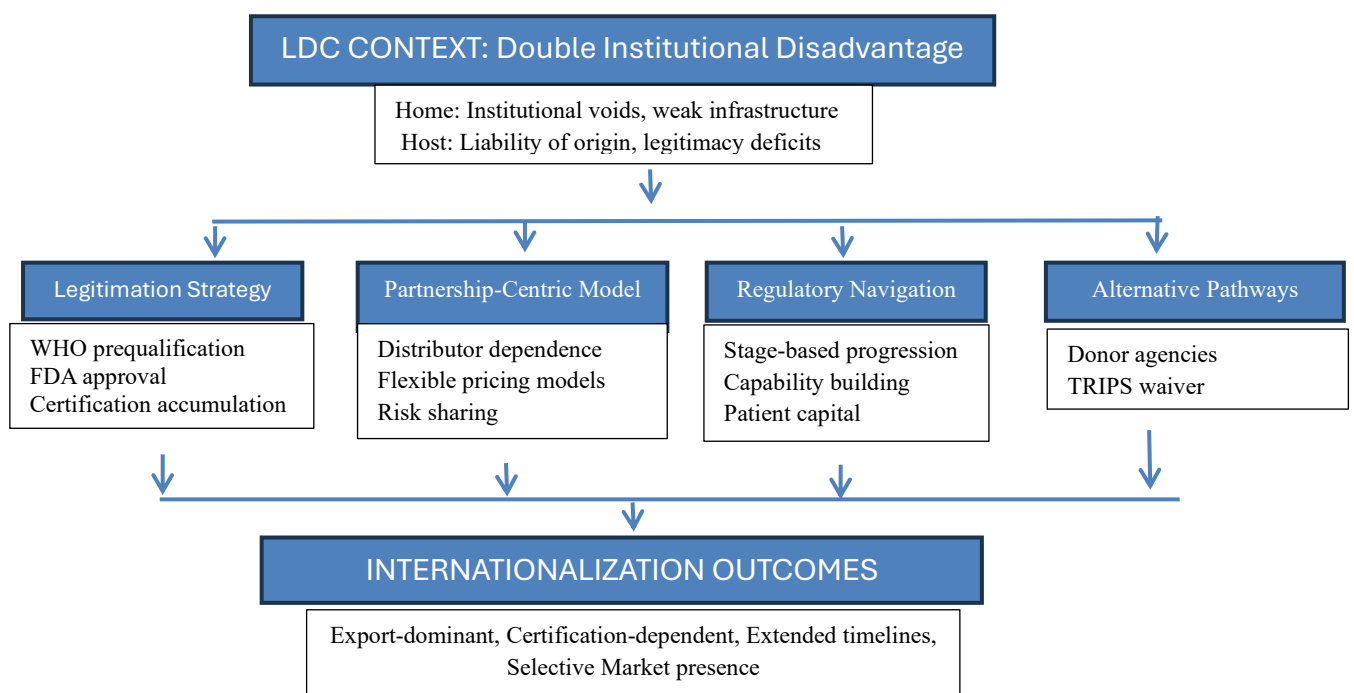 LDC CONTEXT: Double Institutional Disadvantage
Home: Institutional voids, weak infrastructure
Host: Liability of origin, legitimacy deficits
Legitimation Strategy
WHO prequalification
FDA approval
Certification accumulation
Partnership-Centric Model
Distributor dependence
Flexible pricing models
Risk sharing
Regulatory Navigation
Stage-based progression
Capability building
Patient capital
Alternative Pathways
Donor agencies
TRIPS waiver
INTERNATIONALIZATION OUTCOMES
Export-dominant, Certification-dependent, Extended timelines,
Selective Market presence